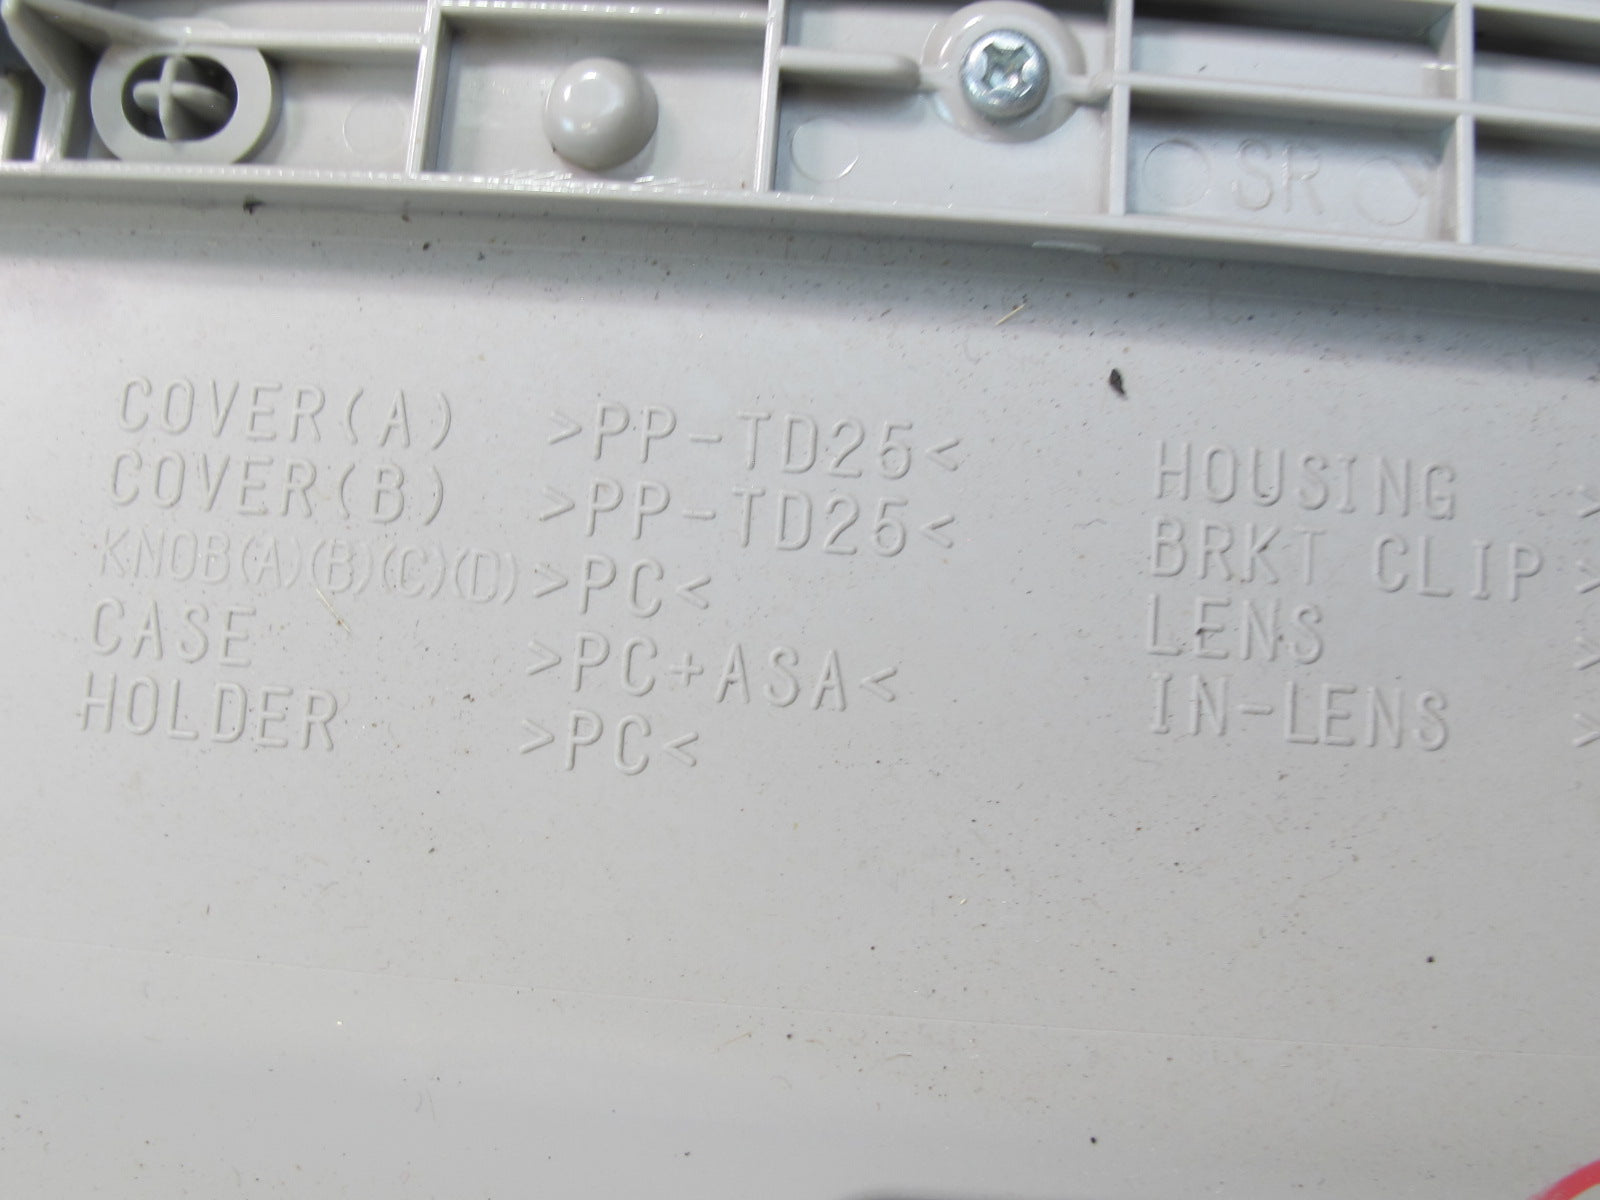 SR
COVER(A) >PP-TD25<
COVER(B) >PP-TD25<
KNOB(A)(B)(C)(D) >PC<
CASE >PC+ASA<
HOLDER >PC<
HOUSING >
BRKT CLIP >
LENS >
IN-LENS >